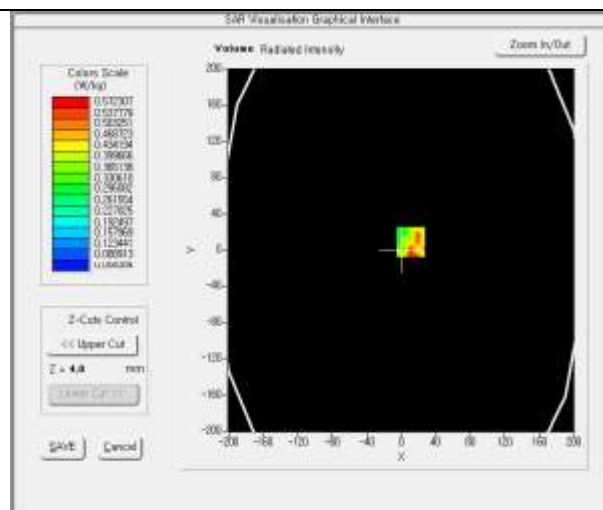 SAR Visualisation Graphical Interface
Volume Radiated Intensity
Zoom In/Out
Colors Scale
(W/kg)
0.572307
0.537779
0.503251
0.468723
0.434194
0.399666
0.365138
0.330610
0.296082
0.261554
0.227025
0.192497
0.157969
0.123441
0.088913
200
160
120
80
40
0
-40
-80
-120
-160
-200
Y
-200 -160 -120 -80 -40 0 40 80 120 160 200
X
Z-Cuts Control
<< Upper Cut
Z = 4,0 mm
Lower Cut >>
SAVE
Cancel